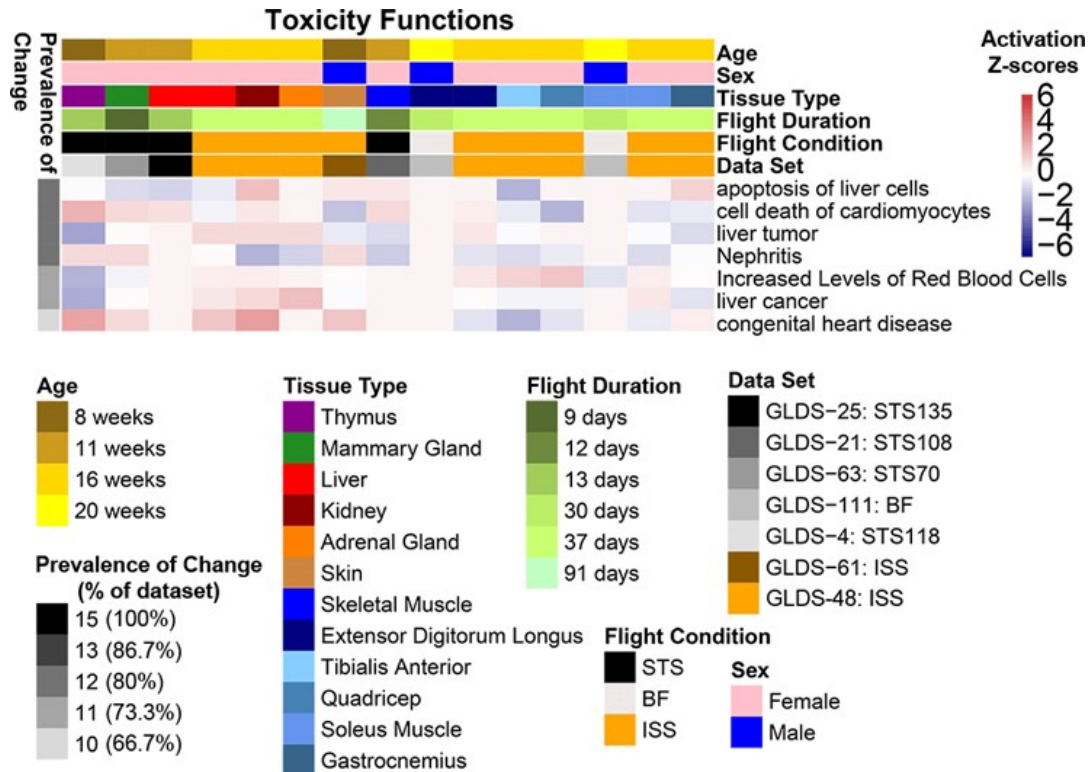 Toxicity Functions
Prevalence of
Change
Age
Sex
Tissue Type
Flight Duration
Flight Condition
Data Set
apoptosis of liver cells
cell death of cardiomyocytes
liver tumor
Nephritis
Increased Levels of Red Blood Cells
liver cancer
congenital heart disease
Activation
Z-scores
6
4
2
0
−2
−4
−6
Age
8 weeks
11 weeks
16 weeks
20 weeks
Prevalence of Change
(% of dataset)
15 (100%)
13 (86.7%)
12 (80%)
11 (73.3%)
10 (66.7%)
Tissue Type
Thymus
Mammary Gland
Liver
Kidney
Adrenal Gland
Skin
Skeletal Muscle
Extensor Digitorum Longus
Tibialis Anterior
Quadricep
Soleus Muscle
Gastrocnemius
Flight Duration
9 days
12 days
13 days
30 days
37 days
91 days
Flight Condition
STS
BF
ISS
Data Set
GLDS−25: STS135
GLDS−21: STS108
GLDS−63: STS70
GLDS−111: BF
GLDS−4: STS118
GLDS−61: ISS
GLDS-48: ISS
Sex
Female
Male